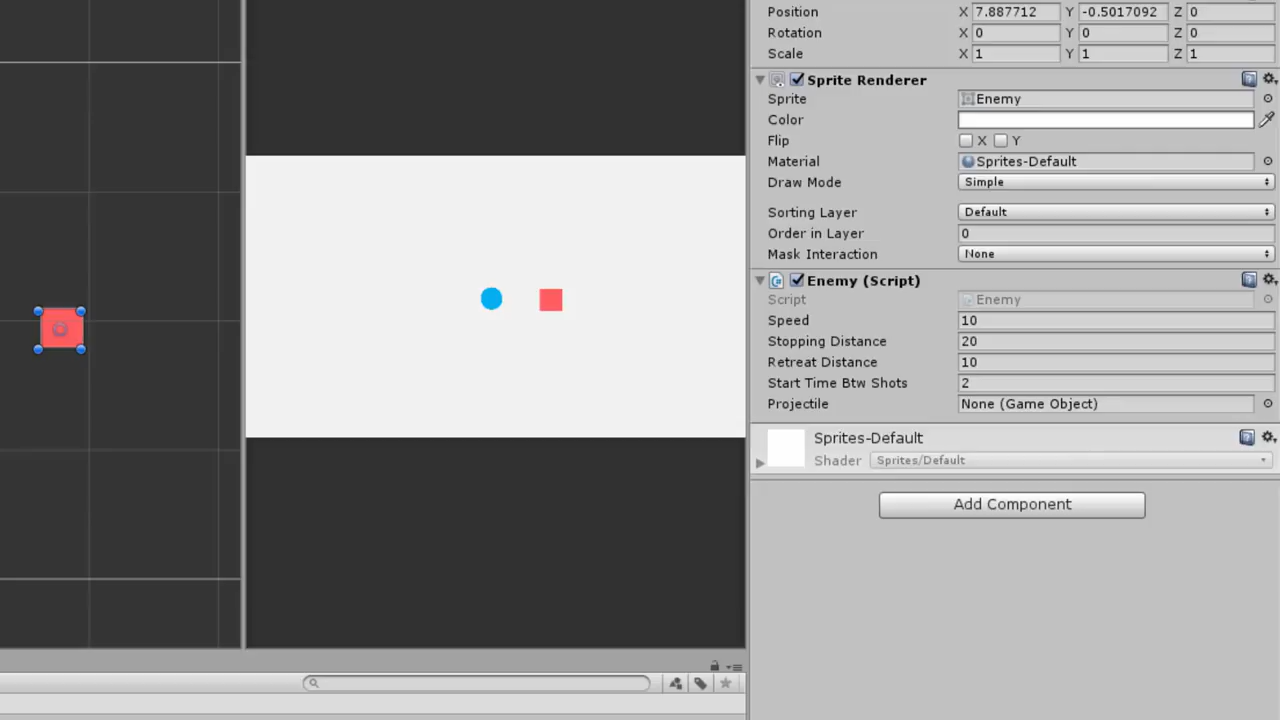 Position X 7.887712 Y -0.5017092 Z 0
Rotation X 0 Y 0 Z 0
Scale X 1 Y 1 Z 1
Sprite Renderer
Sprite Enemy
Color
Flip X Y
Material Sprites-Default
Draw Mode Simple
Sorting Layer Default
Order in Layer 0
Mask Interaction None
Enemy (Script)
Script Enemy
Speed 10
Stopping Distance 20
Retreat Distance 10
Start Time Btw Shots 2
Projectile None (Game Object)
Sprites-Default
Shader Sprites/Default
Add Component